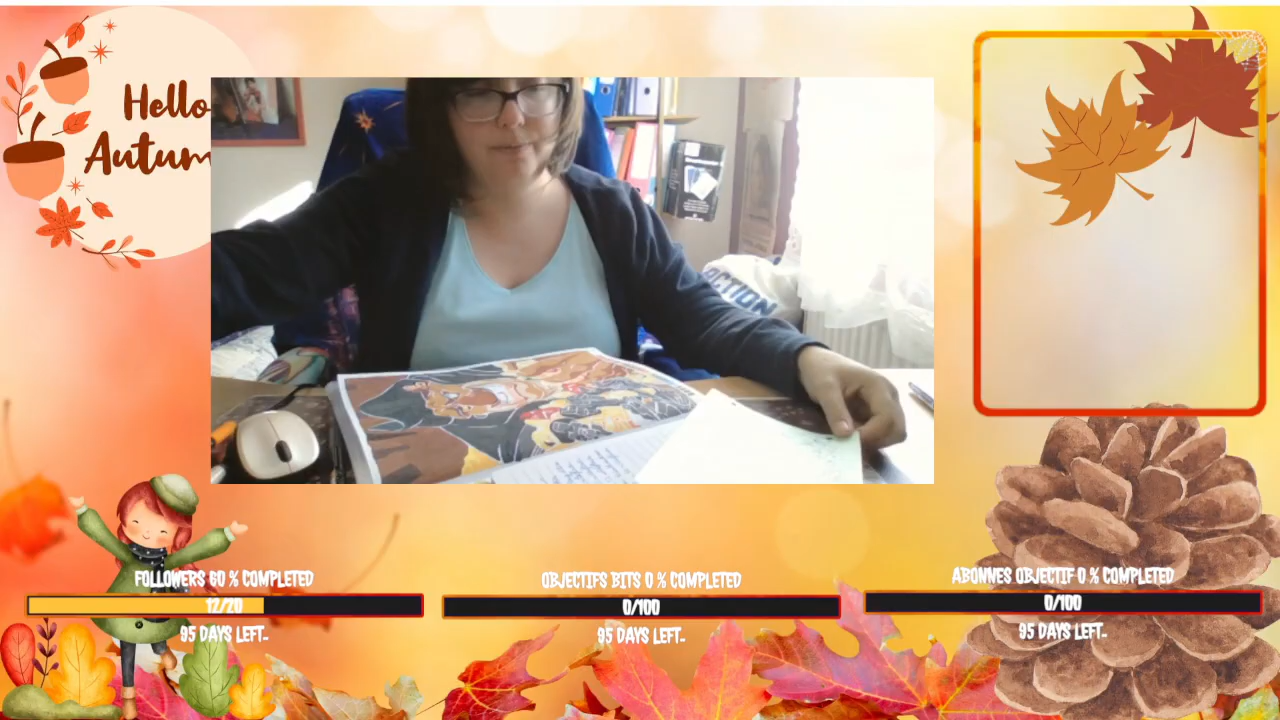 Hello
Autum
ACTION
FOLLOWERS 60 % COMPLETED
12/20
95 DAYS LEFT..
OBJECTIFS BITS 0 % COMPLETED
0/100
95 DAYS LEFT..
ABONNES OBJECTIF 0 % COMPLETED
0/100
95 DAYS LEFT..